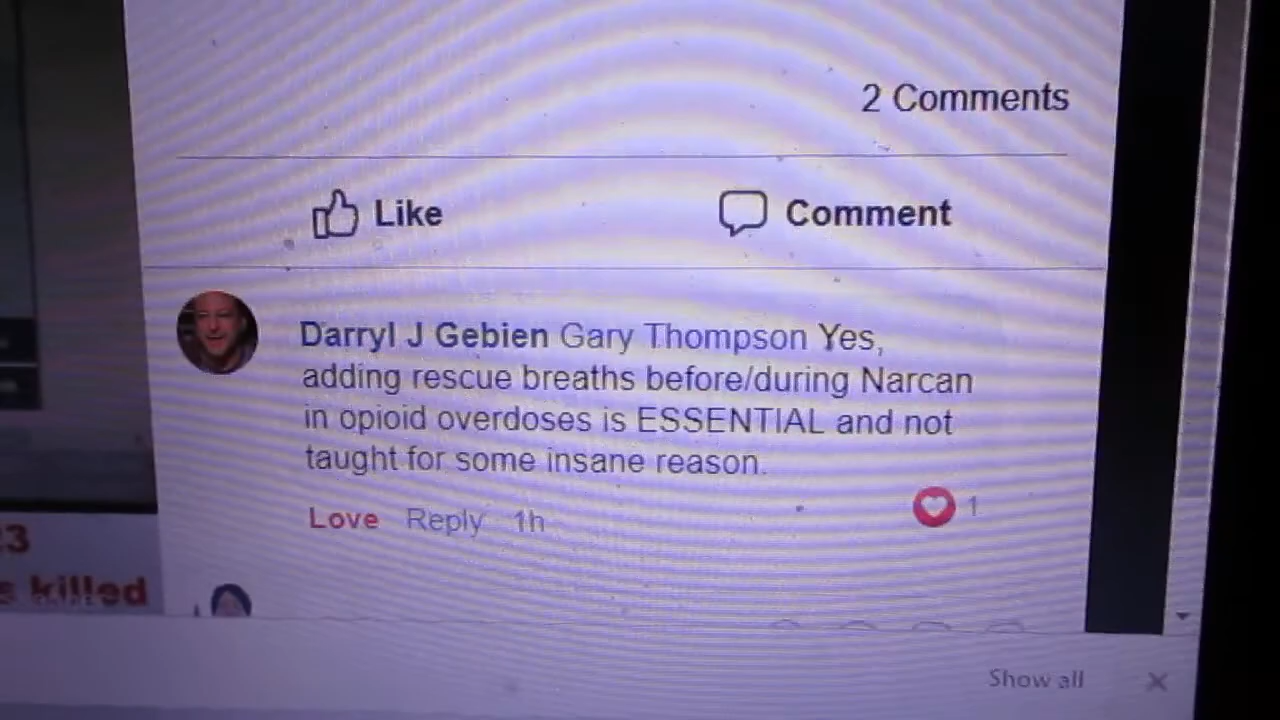 2 Comments
Like
Comment
Darryl J Gebien Gary Thompson Yes,
adding rescue breaths before/during Narcan
in opioid overdoses is ESSENTIAL and not
taught for some insane reason.
Love Reply 1h
1
3
killed
Show all